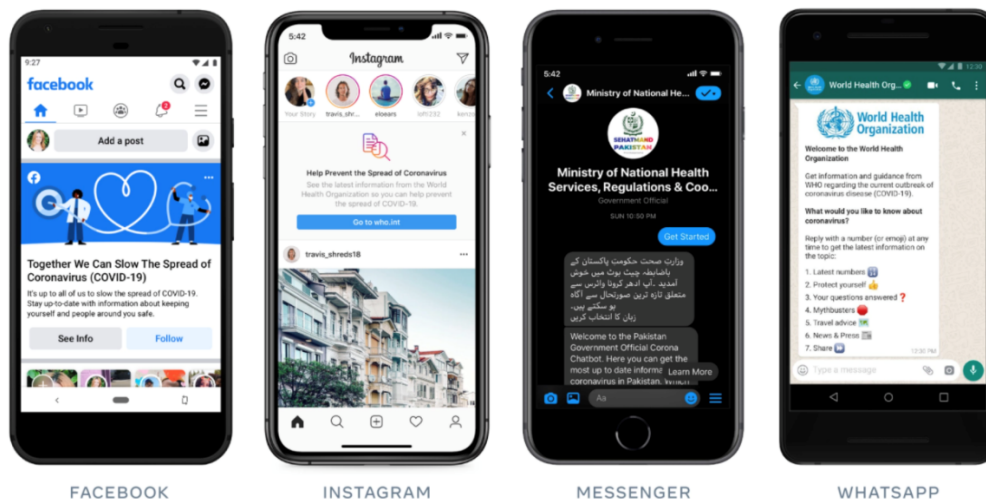 9:27
facebook
2
Add a post
Together We Can Slow The Spread of
Coronavirus (COVID-19)
It's up to all of us to slow the spread of COVID-19.
Stay up-to-date with information about keeping
yourself and people around you safe.
See Info
Follow
FACEBOOK
5:42
Instagram
Your Story
travis_shr...
eloears
lofti232
Help Prevent the Spread of Coronavirus
See the latest information from the World
Health Organization so you can help prevent
the spread of COVID-19.
Go to who.int
travis_shreds18
INSTAGRAM
5:42
Ministry of National He...
SEHATMAND
PAKISTAN
Ministry of National Health
Services, Regulations & Coo...
Government Official
SUN 10:50 PM
Get Started
وزارتِ صحت حکومتِ پاکستان کے
باضابطہ چیٹ بوٹ میں خوش
آمدید ۔آپ ادھر کرونا وائرس سے
متعلق تازہ ترین صورتحال سے آگاہ
ہو سکتے ہیں۔
زبان کا انتخاب کریں
Welcome to the Pakistan
Government Official Corona
Chatbot. Here you can get the
most up to date informa
Learn More
coronavirus in Pakistan. Which
Aa
MESSENGER
12:30
World Health Org...
World Health
Organization
Welcome to the World Health
Organization
Get information and guidance from
WHO regarding the current outbreak of
coronavirus disease (COVID-19).
What would you like to know about
coronavirus?
Reply with a number (or emoji) at any
time to get the latest information on
the topic:
1. Latest numbers 🔢
2. Protect yourself 👍
3. Your questions answered ❓
4. Mythbusters 🛑
5. Travel advice 🗺️
6. News & Press 📰
7. Share ➡️
12:30 PM
Type a message
WHATSAPP